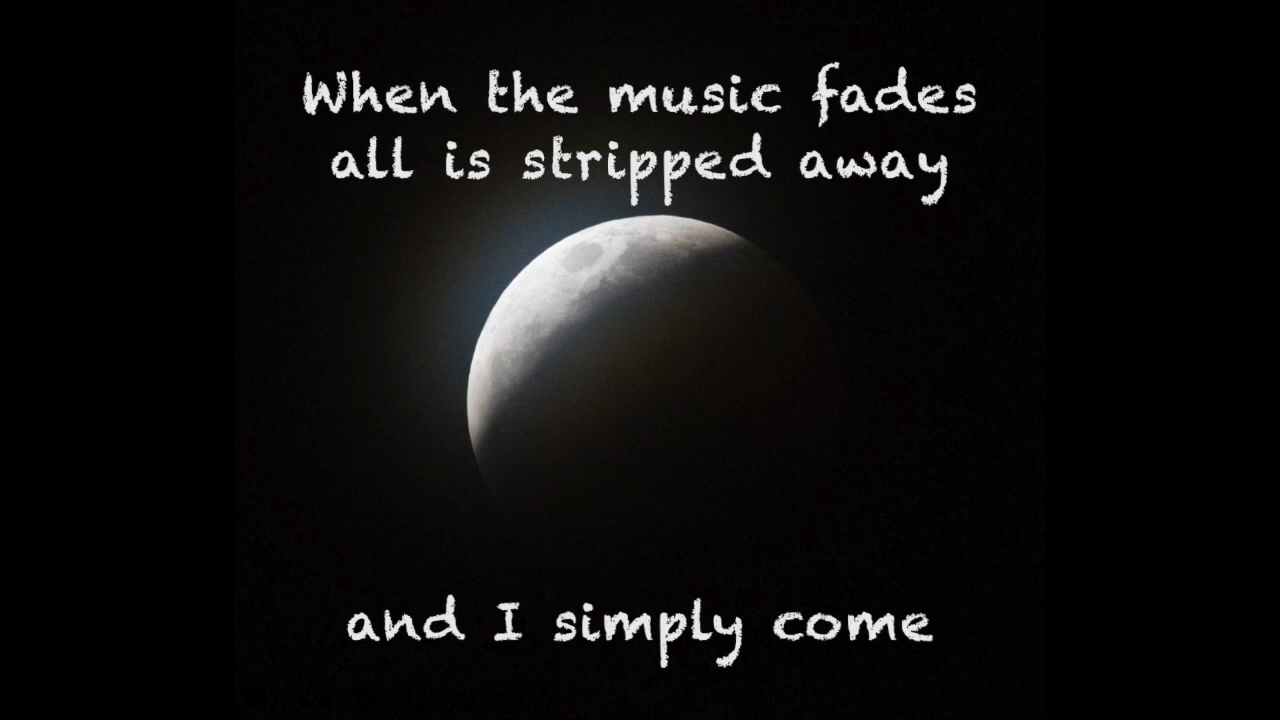 When the music fades
all is stripped away
and I simply come